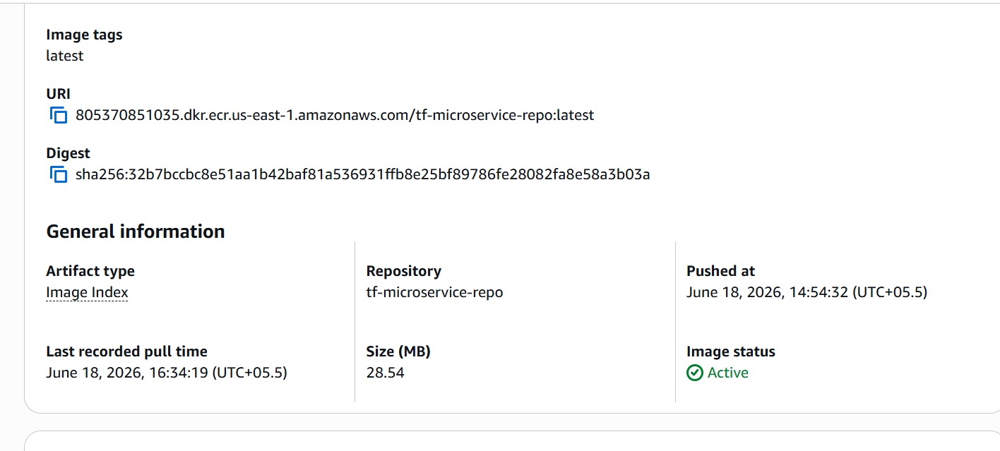 Image tags
latest
URI
805370851035.dkr.ecr.us-east-1.amazonaws.com/tf-microservice-repo:latest
Digest
sha256:32b7bccbc8e51aa1b42baf81a536931ffb8e25bf89786fe28082fa8e58a3b03a
General information
Artifact type
Image Index
Repository
tf-microservice-repo
Pushed at
June 18, 2026, 14:54:32 (UTC+05.5)
Last recorded pull time
June 18, 2026, 16:34:19 (UTC+05.5)
Size (MB)
28.54
Image status
Active